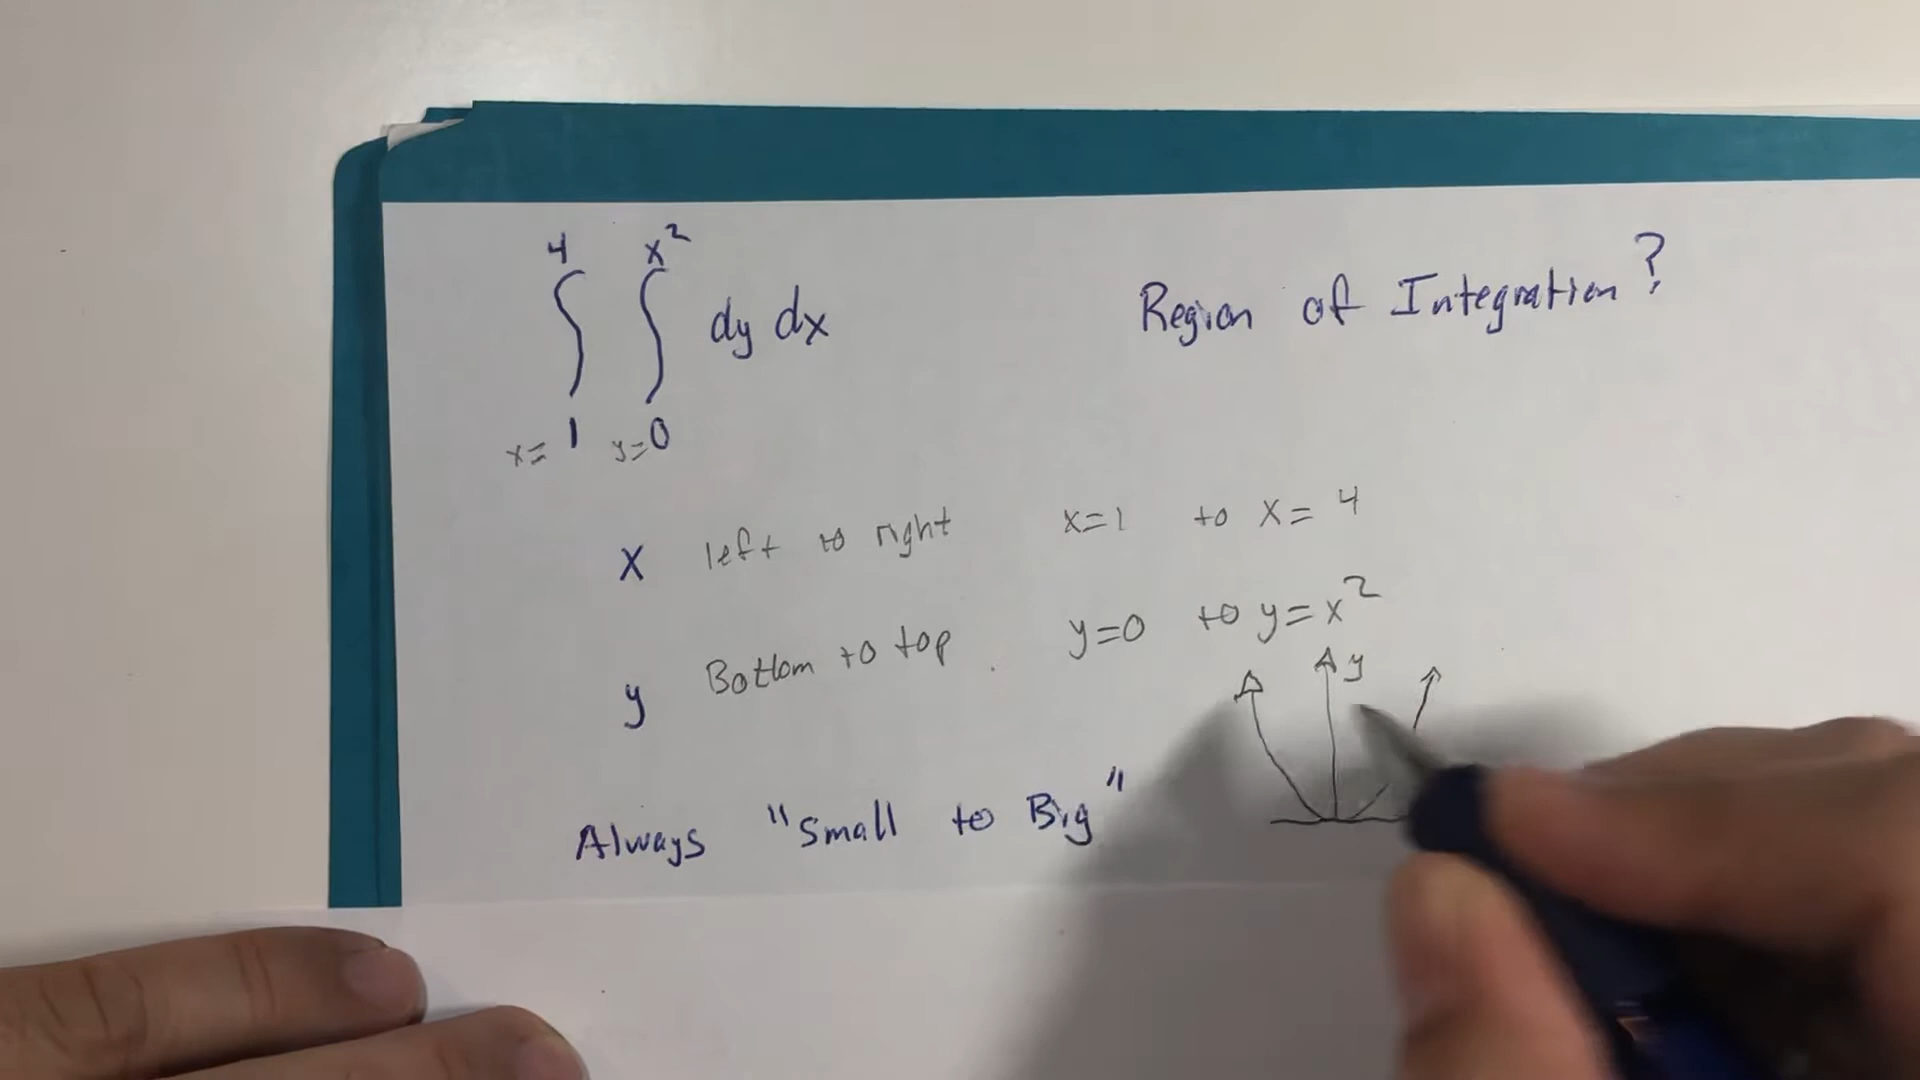 4 x²
∫ ∫ dy dx
x= 1 y=0
Region of Integration?
x left to right x=1 to x= 4
y Bottom to top. y=0 to y=x²
y
Always "Small to Big"